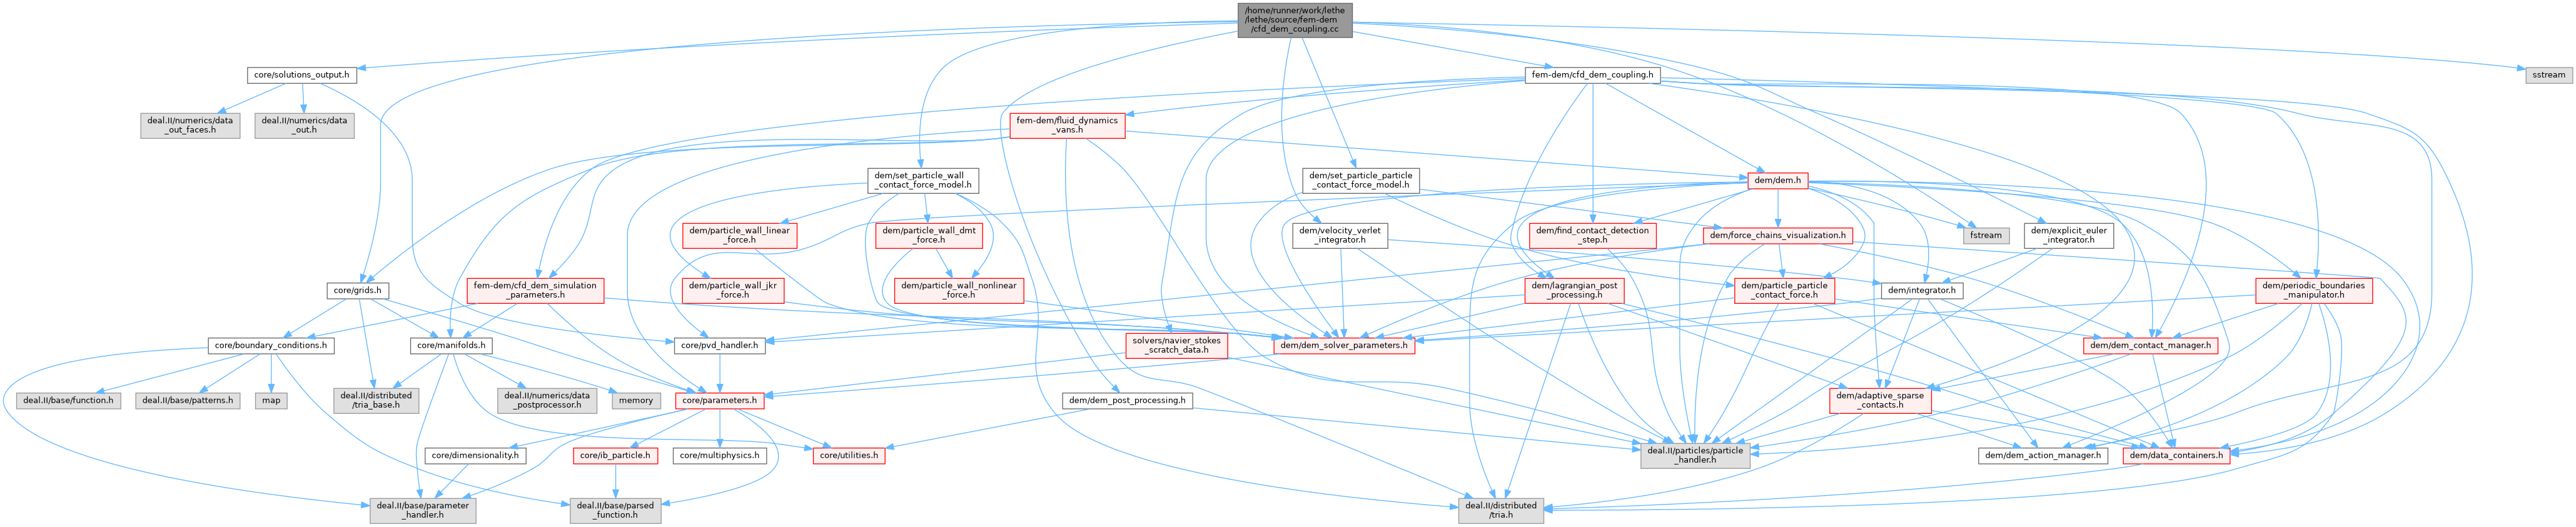 /home/runner/work/lethe
/lethe/source/fem-dem
/cfd_dem_coupling.cc
core/solutions_output.h
fem-dem/cfd_dem_coupling.h
sstream
deal.II/numerics/data
_out_faces.h
deal.II/numerics/data
_out.h
fem-dem/fluid_dynamics
_vans.h
dem/set_particle_wall
_contact_force_model.h
dem/set_particle_particle
_contact_force_model.h
dem/dem.h
dem/particle_wall_linear
_force.h
dem/particle_wall_dmt
_force.h
dem/velocity_verlet
_integrator.h
dem/find_contact_detection
_step.h
dem/force_chains_visualization.h
fstream
dem/explicit_euler
_integrator.h
core/grids.h
fem-dem/cfd_dem_simulation
_parameters.h
dem/particle_wall_jkr
_force.h
dem/particle_wall_nonlinear
_force.h
dem/lagrangian_post
_processing.h
dem/particle_particle
_contact_force.h
dem/integrator.h
dem/periodic_boundaries
_manipulator.h
core/boundary_conditions.h
core/manifolds.h
core/pvd_handler.h
solvers/navier_stokes
_scratch_data.h
dem/dem_solver_parameters.h
dem/dem_contact_manager.h
deal.II/base/function.h
deal.II/base/patterns.h
map
deal.II/distributed
/tria_base.h
deal.II/numerics/data
_postprocessor.h
memory
core/parameters.h
dem/dem_post_processing.h
dem/adaptive_sparse
_contacts.h
core/dimensionality.h
core/ib_particle.h
core/multiphysics.h
core/utilities.h
deal.II/particles/particle
_handler.h
dem/dem_action_manager.h
dem/data_containers.h
deal.II/base/parameter
_handler.h
deal.II/base/parsed
_function.h
deal.II/distributed
/tria.h